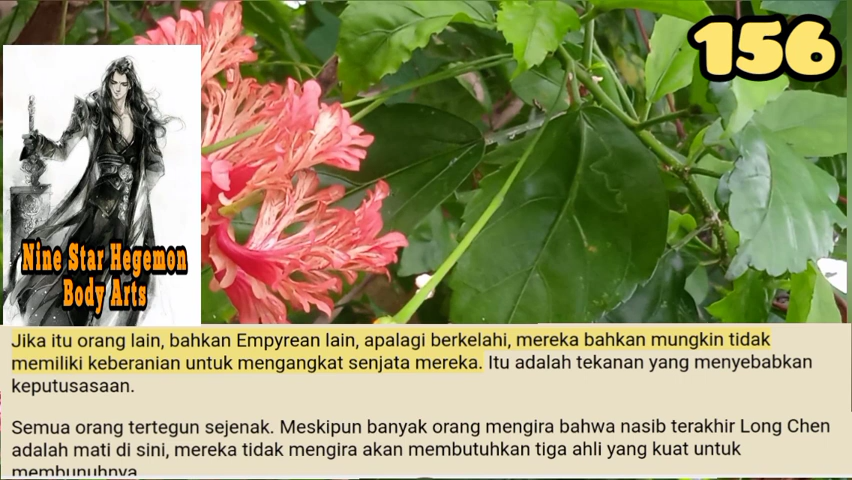 156
Nine Star Hegemon
Body Arts
Jika itu orang lain, bahkan Empyrean lain, apalagi berkelahi, mereka bahkan mungkin tidak
memiliki keberanian untuk mengangkat senjata mereka. Itu adalah tekanan yang menyebabkan
keputusasaan.
Semua orang tertegun sejenak. Meskipun banyak orang mengira bahwa nasib terakhir Long Chen
adalah mati di sini, mereka tidak mengira akan membutuhkan tiga ahli yang kuat untuk
membunuhnya